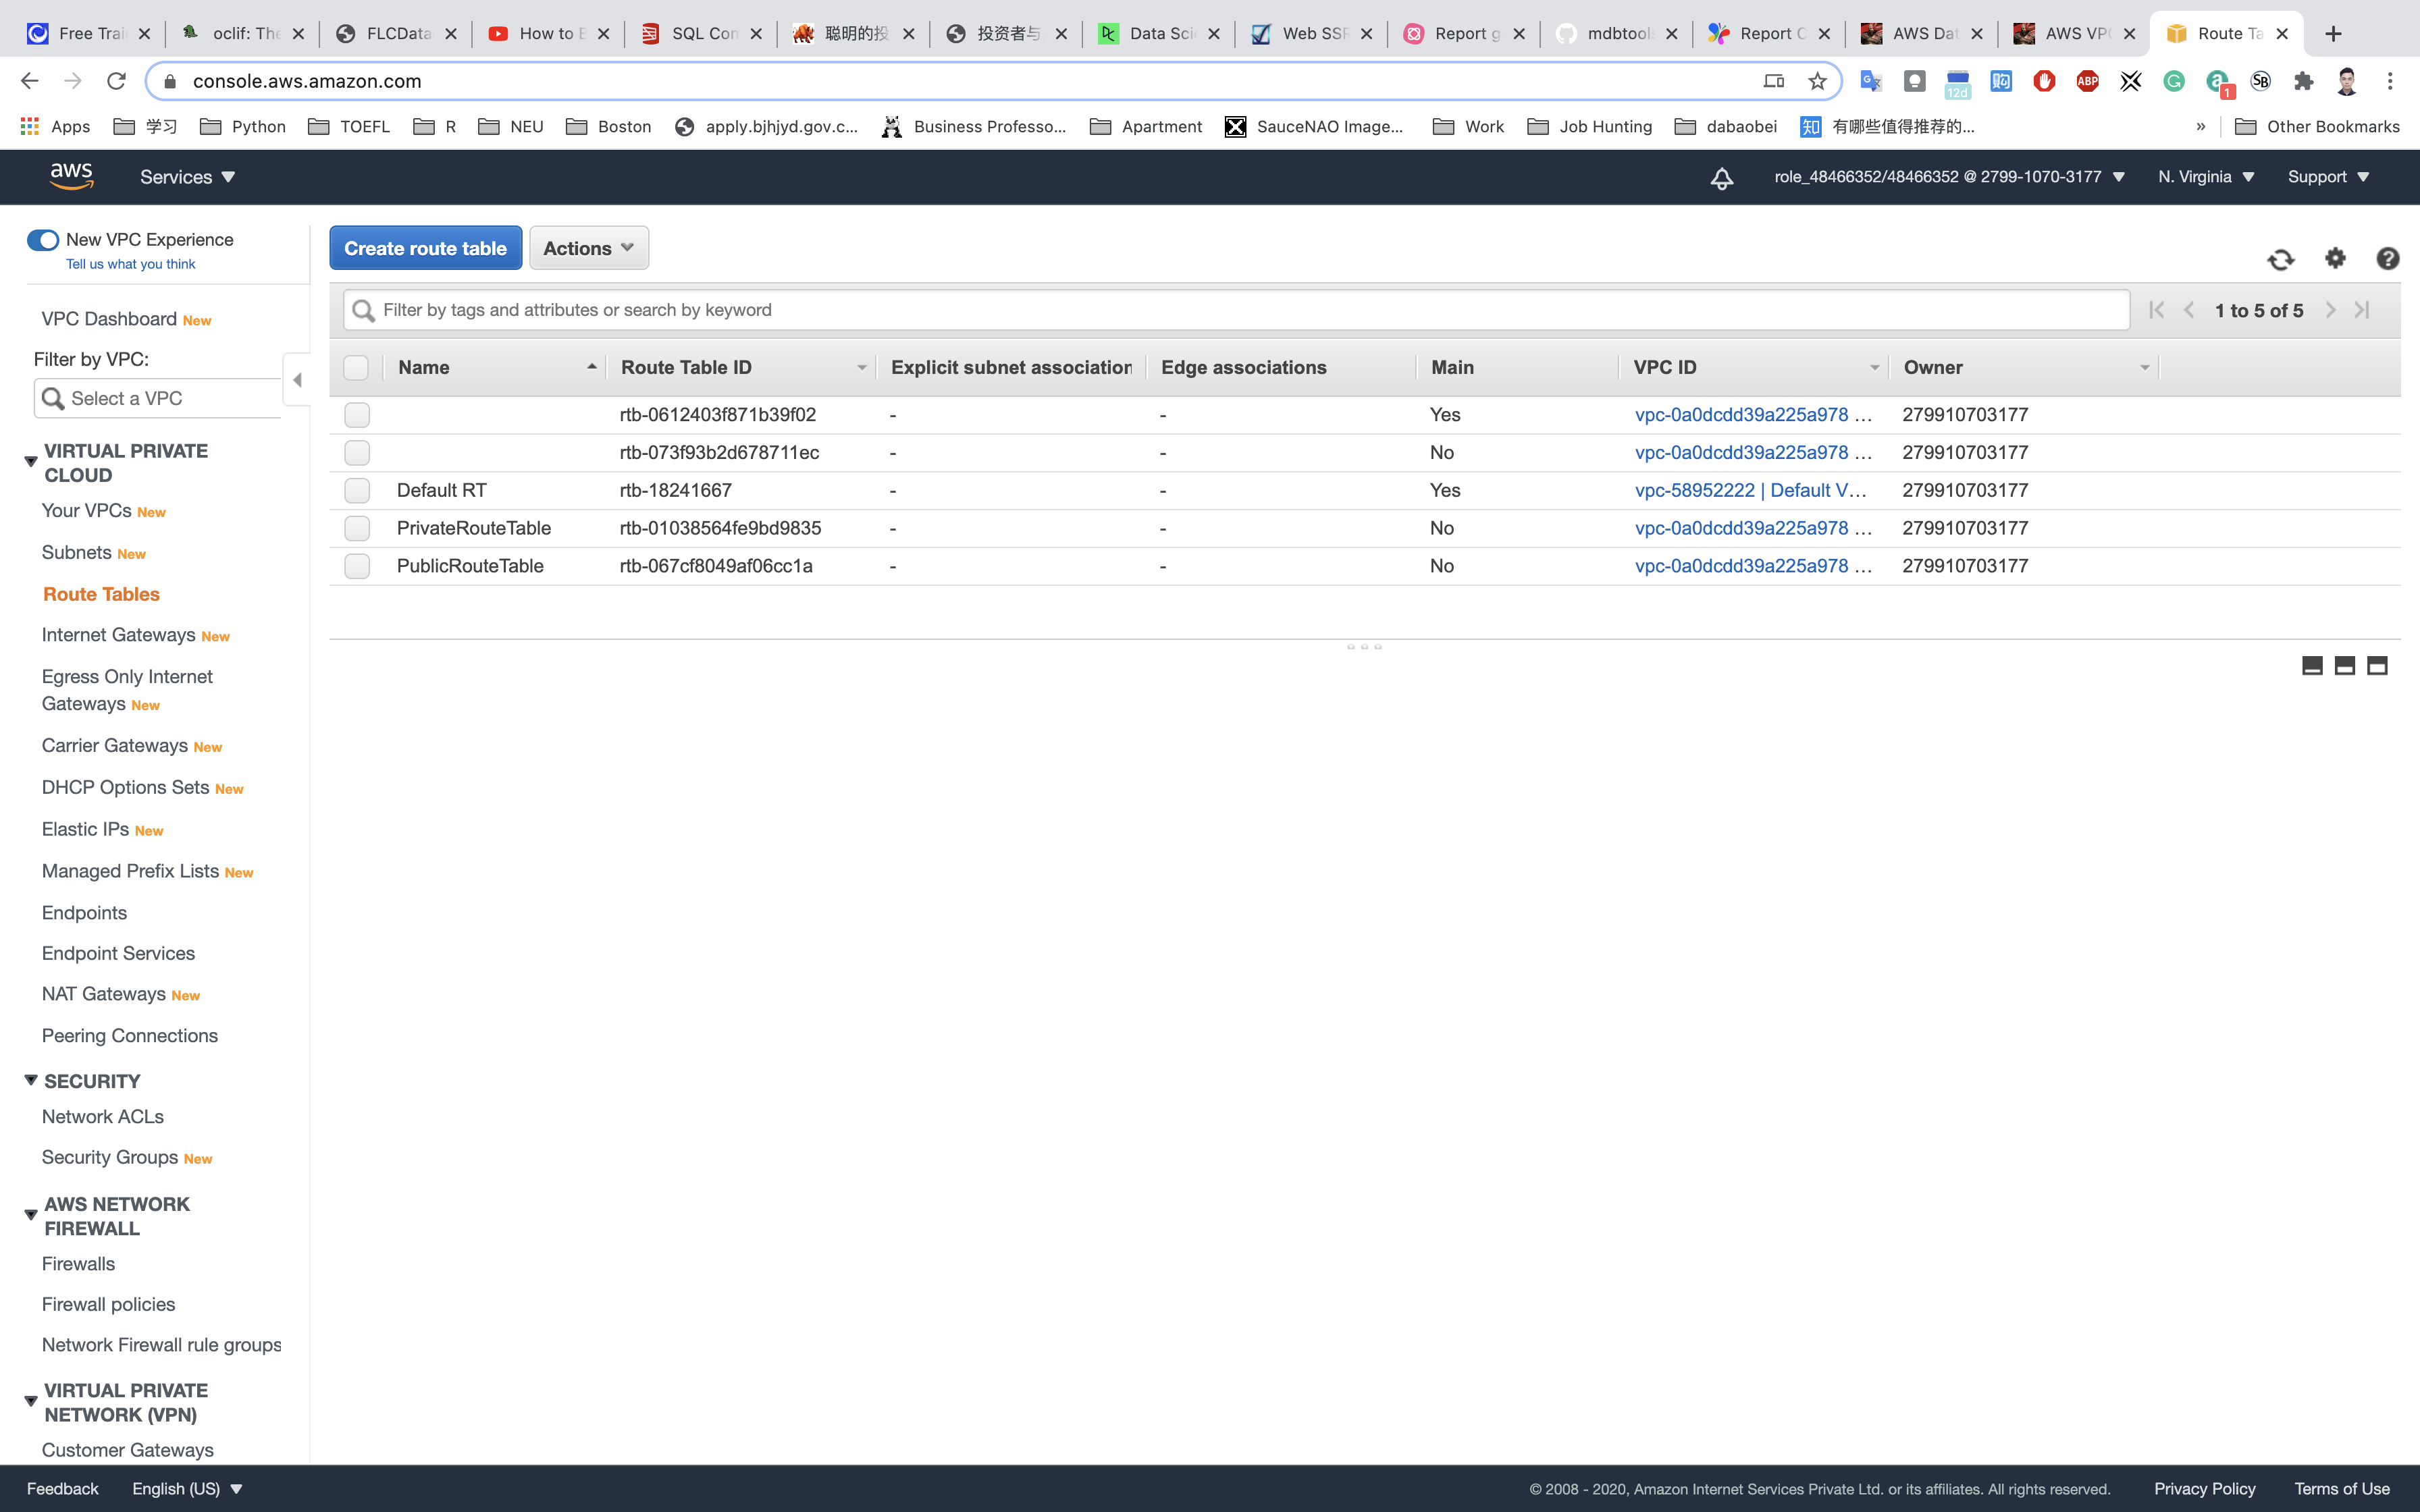 Free Trai
oclif: The
FLCData
How to E
SQL Con
聪明的投
投资者与
Data Sci
Web SSR
Report g
mdbtools
Report C
AWS Dat
AWS VPC
Route Ta
console.aws.amazon.com
12d
ABP
1
Apps
学习
Python
TOEFL
R
NEU
Boston
apply.bjhjyd.gov.c...
Business Professo...
Apartment
SauceNAO Image...
Work
Job Hunting
dabaobei
知 有哪些值得推荐的...
»
Other Bookmarks
aws
Services
role_48466352/48466352 @ 2799-1070-3177
N. Virginia
Support
New VPC Experience
Tell us what you think
VPC Dashboard New
Filter by VPC:
Select a VPC
VIRTUAL PRIVATE
CLOUD
Your VPCs New
Subnets New
Route Tables
Internet Gateways New
Egress Only Internet
Gateways New
Carrier Gateways New
DHCP Options Sets New
Elastic IPs New
Managed Prefix Lists New
Endpoints
Endpoint Services
NAT Gateways New
Peering Connections
SECURITY
Network ACLs
Security Groups New
AWS NETWORK
FIREWALL
Firewalls
Firewall policies
Network Firewall rule groups
VIRTUAL PRIVATE
NETWORK (VPN)
Customer Gateways
Create route table
Actions
Filter by tags and attributes or search by keyword
1 to 5 of 5
Name Route Table ID Explicit subnet association Edge associations Main VPC ID Owner
rtb-0612403f871b39f02 - - Yes vpc-0a0dcdd39a225a978 ... 279910703177
rtb-073f93b2d678711ec - - No vpc-0a0dcdd39a225a978 ... 279910703177
Default RT rtb-18241667 - - Yes vpc-58952222 | Default V... 279910703177
PrivateRouteTable rtb-01038564fe9bd9835 - - No vpc-0a0dcdd39a225a978 ... 279910703177
PublicRouteTable rtb-067cf8049af06cc1a - - No vpc-0a0dcdd39a225a978 ... 279910703177
Feedback
English (US)
© 2008 - 2020, Amazon Internet Services Private Ltd. or its affiliates. All rights reserved.
Privacy Policy
Terms of Use